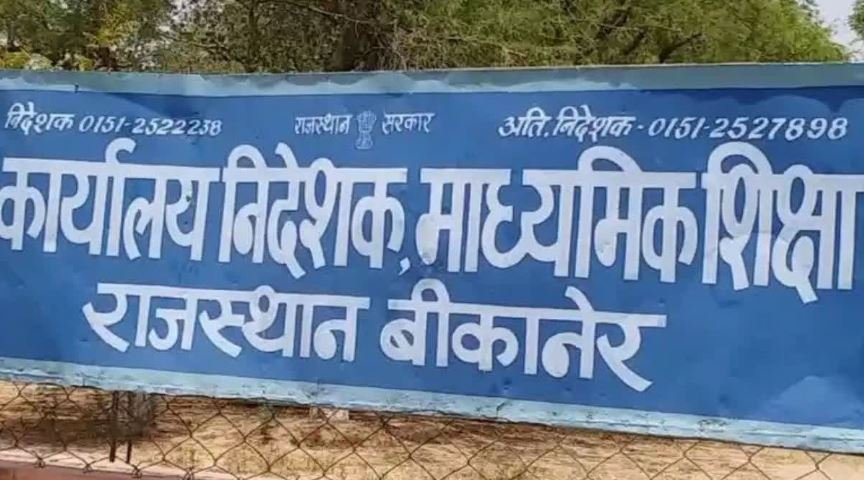 निदेशक 0151-2522238 राजस्थान सरकार अति. निदेशक - 0151-2527898
कार्यालय निदेशक, माध्यमिक शिक्षा
राजस्थान बीकानेर